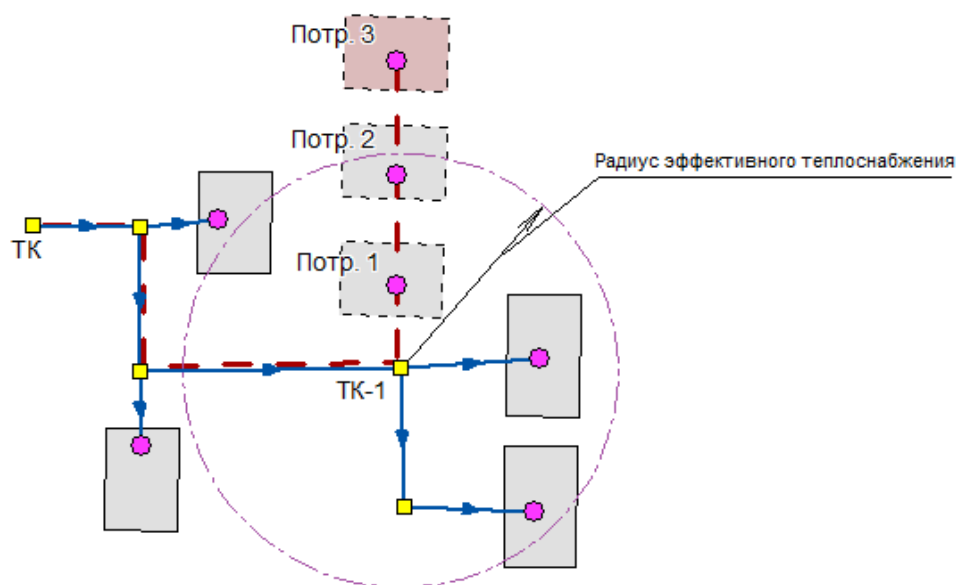 Потр. 3
Потр. 2
Радиус эффективного теплоснабжения
ТК
Потр. 1
ТК-1